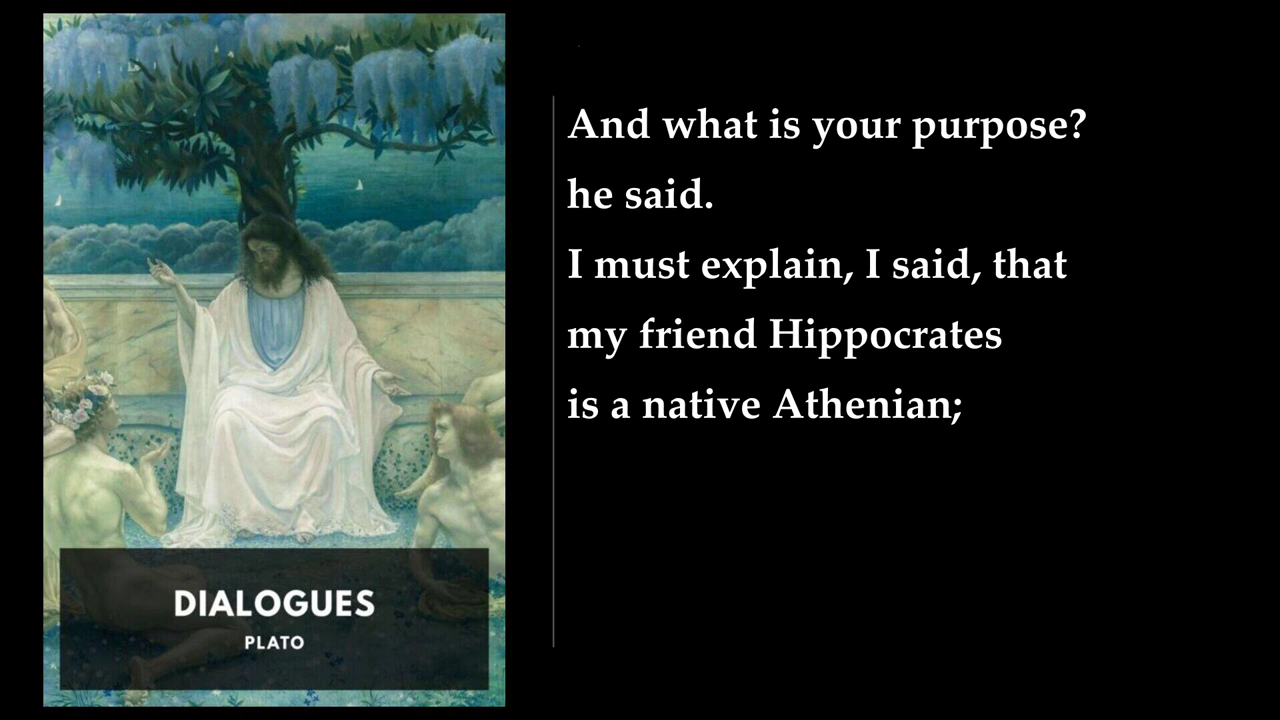 And what is your purpose?
he said.
I must explain, I said, that
my friend Hippocrates
is a native Athenian;
DIALOGUES
PLATO